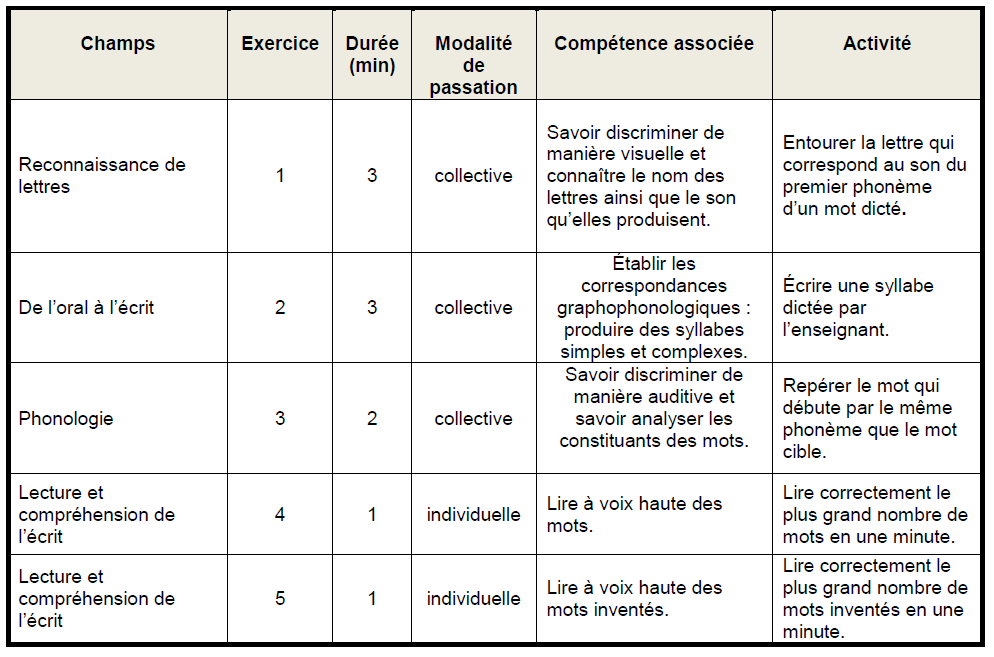 Champs
Exercice
Durée
(min)
Modalité
de
passation
Compétence associée
Activité
Reconnaissance de
lettres
1
3
collective
Savoir discriminer de
manière visuelle et
connaître le nom des
lettres ainsi que le son
qu’elles produisent.
Entourer la lettre qui
correspond au son du
premier phonème
d’un mot dicté.
De l’oral à l’écrit
2
3
collective
Établir les
correspondances
graphophonologiques :
produire des syllabes
simples et complexes.
Écrire une syllabe
dictée par
l’enseignant.
Phonologie
3
2
collective
Savoir discriminer de
manière auditive et
savoir analyser les
constituants des mots.
Repérer le mot qui
débute par le même
phonème que le mot
cible.
Lecture et
compréhension de
l’écrit
4
1
individuelle
Lire à voix haute des
mots.
Lire correctement le
plus grand nombre de
mots en une minute.
Lecture et
compréhension de
l’écrit
5
1
individuelle
Lire à voix haute des
mots inventés.
Lire correctement le
plus grand nombre de
mots inventés en une
minute.